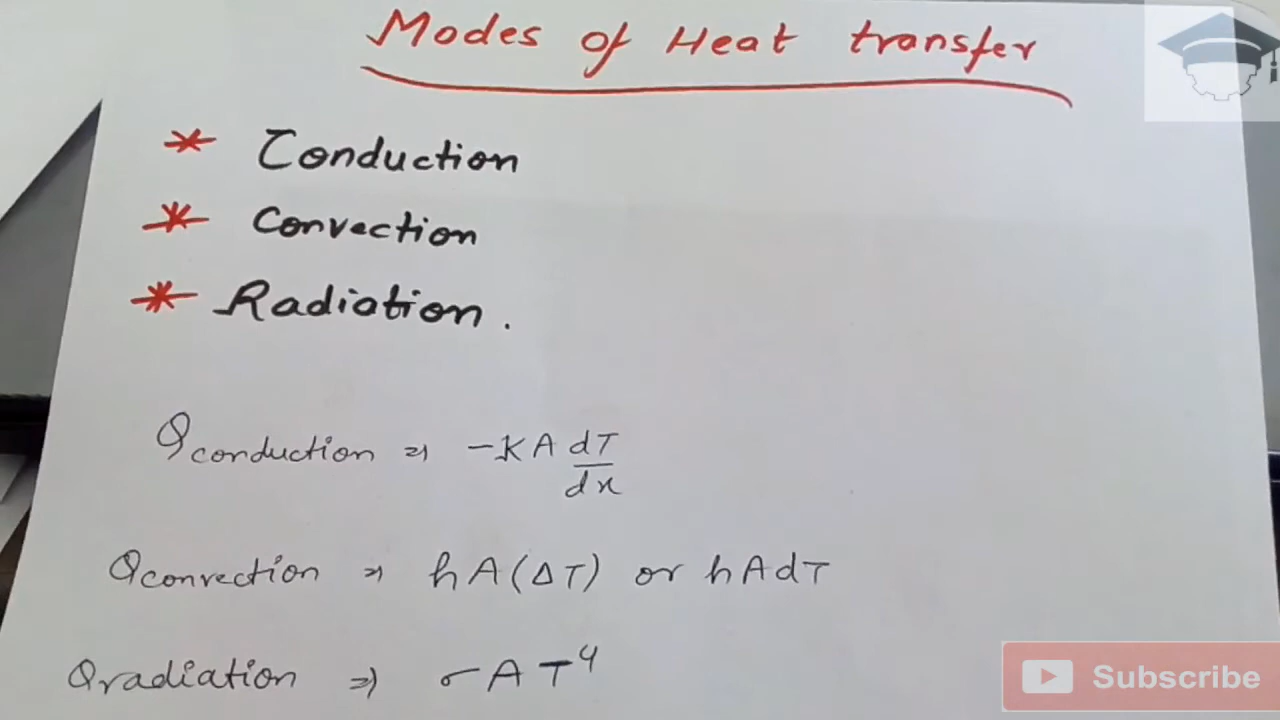 Modes of Heat transfer
* Conduction
* Convection
* Radiation.
Qconduction ⇒ -KA dT/dx
Qconvection ⇒ hA(ΔT) or hAdT
Qradiation ⇒ σAT⁴
Subscribe